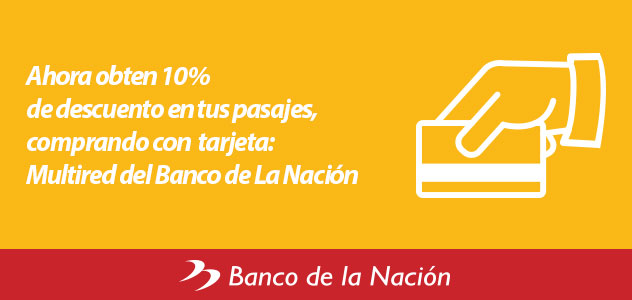 Ahora obten 10%
de descuento en tus pasajes,
comprando con tarjeta:
Multired del Banco de La Nación
Banco de la Nación